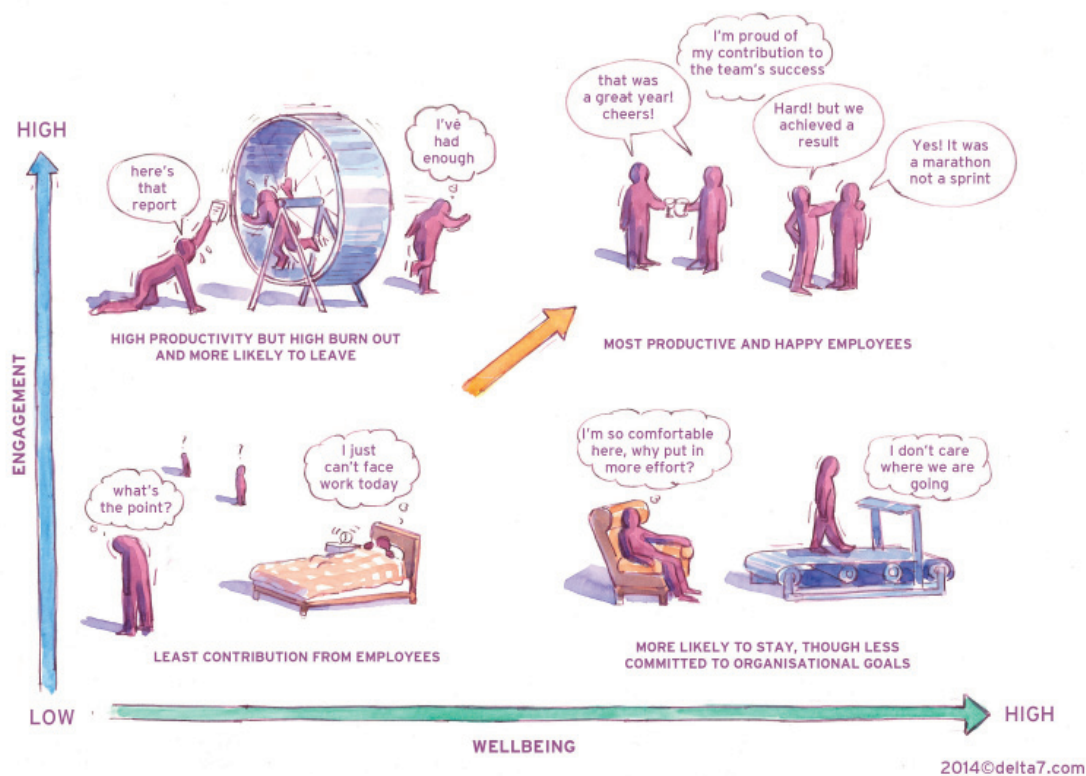 HIGH
here's
that
report
I've
had
enough
HIGH PRODUCTIVITY BUT HIGH BURN OUT
AND MORE LIKELY TO LEAVE
that was
a great year!
cheers!
I'm proud of
my contribution to
the team's success
Hard! but we
achieved a
result
Yes! It was
a marathon
not a sprint
MOST PRODUCTIVE AND HAPPY EMPLOYEES
ENGAGEMENT
what's
the point?
?
?
I just
can't face
work today
LEAST CONTRIBUTION FROM EMPLOYEES
I'm so comfortable
here, why put in
more effort?
I don't care
where we are
going
MORE LIKELY TO STAY, THOUGH LESS
COMMITTED TO ORGANISATIONAL GOALS
LOW
HIGH
WELLBEING
2014©delta7.com